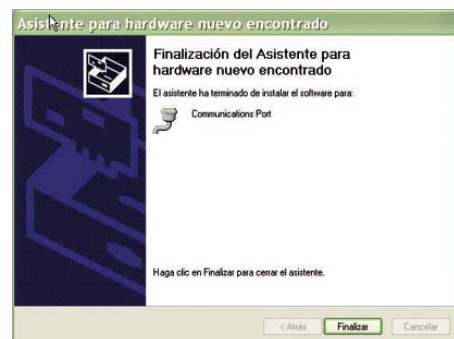 Asistente para hardware nuevo encontrado
Finalización del Asistente para
hardware nuevo encontrado
El asistente ha terminado de instalar el software para:
Communications Port
Haga clic en Finalizar para cerrar el asistente.
< Atrás Finalizar Cancelar